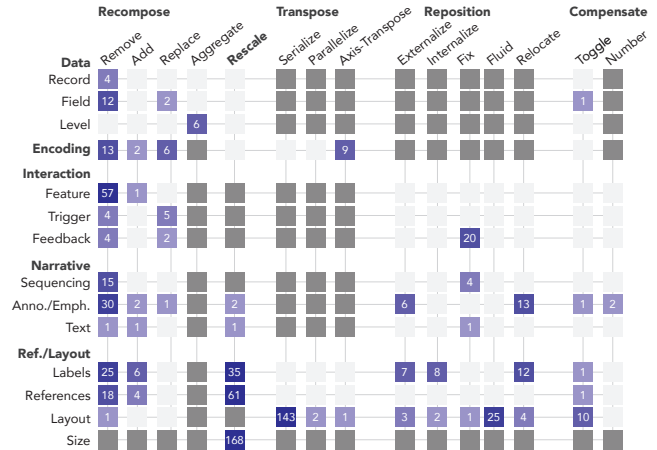 Recompose Transpose Reposition Compensate
Remove Add Replace Aggregate Rescale Serialize Parallelize Axis-Transpose Externalize Internalize Fix Fluid Relocate Toggle Number
Data
Record 4
Field 12 2 1
Level 6
Encoding 13 2 6 9
Interaction
Feature 57 1
Trigger 4 5
Feedback 4 2 20
Narrative
Sequencing 15 4
Anno./Emph. 30 2 1 2 6 13 1 2
Text 1 1 1 1
Ref./Layout
Labels 25 6 35 7 8 12 1
References 18 4 61 1
Layout 1 143 2 1 3 2 1 25 4 10
Size 168